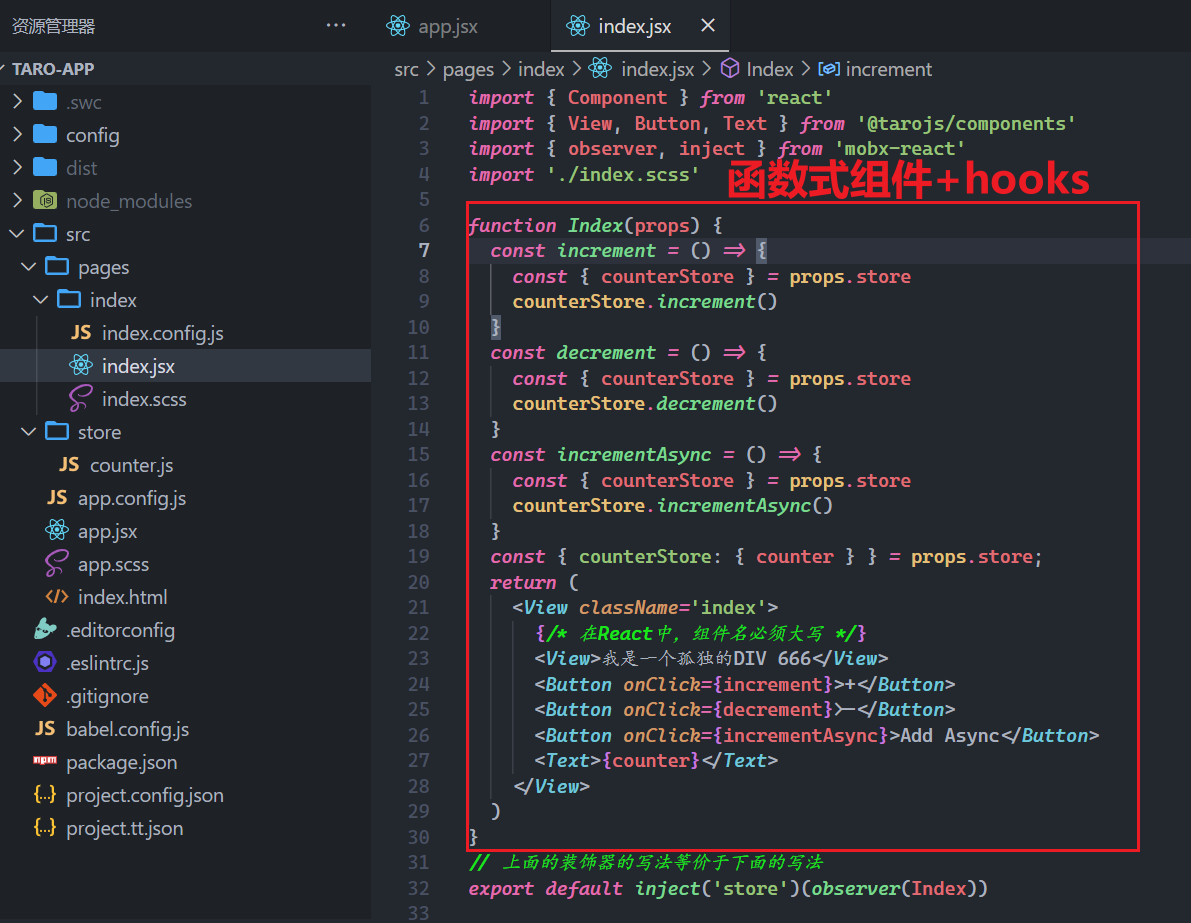 资源管理器
···
app.jsx
index.jsx
TARO-APP
.swc
config
dist
node_modules
src
pages
index
JS index.config.js
index.jsx
index.scss
store
JS counter.js
JS app.config.js
app.jsx
app.scss
index.html
.editorconfig
.eslintrc.js
.gitignore
JS babel.config.js
npm package.json
{..} project.config.json
{..} project.tt.json
src > pages > index > index.jsx > Index > increment
1 import { Component } from 'react'
2 import { View, Button, Text } from '@tarojs/components'
3 import { observer, inject } from 'mobx-react'
4 import './index.scss'
函数式组件+hooks
5
6 function Index(props) {
7   const increment = () => {
8     const { counterStore } = props.store
9     counterStore.increment()
10   }
11   const decrement = () => {
12     const { counterStore } = props.store
13     counterStore.decrement()
14   }
15   const incrementAsync = () => {
16     const { counterStore } = props.store
17     counterStore.incrementAsync()
18   }
19   const { counterStore: { counter } } = props.store;
20   return (
21     <View className='index'>
22       {/* 在React中，组件名必须大写 */}
23       <View>我是一个孤独的DIV 666</View>
24       <Button onClick={increment}>+</Button>
25       <Button onClick={decrement}>-</Button>
26       <Button onClick={incrementAsync}>Add Async</Button>
27       <Text>{counter}</Text>
28     </View>
29   )
30 }
31 // 上面的装饰器的写法等价于下面的写法
32 export default inject('store')(observer(Index))
33